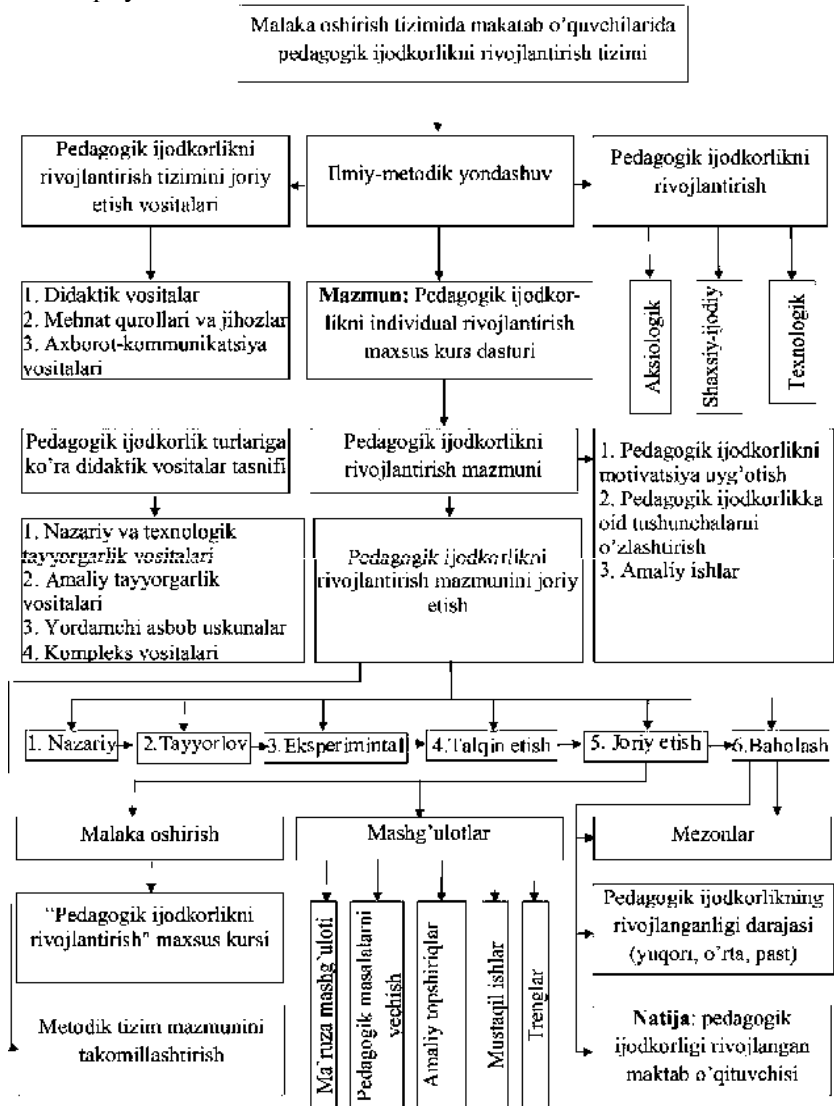 Malaka oshirish tizimida makatab o’quvchilarida
pedagogik ijodkorlikni rivojlantirish tizimi
Pedagogik ijodkorlikni
rivojlantirish tizimini joriy
etish vositalari
Ilmiy-metodik yondashuv
Pedagogik ijodkorlikni
rivojlantirish
1. Didaktik vositalar
2. Mehnat qurollari va jihozlar
3. Axborot-kommunikatsiya
vositalari
Mazmun: Pedagogik ijodkor-
likni individual rivojlantirish
maxsus kurs dasturi
Aksiologik
Shaxsiy-ijodiy
Texnologik
Pedagogik ijodkorlik turlariga
ko’ra didaktik vositalar tasnifi
Pedagogik ijodkorlikni
rivojlantirish mazmuni
1. Pedagogik ijodkorlikni
motivatsiya uyg’otish
2. Pedagogik ijodkorlikka
oid tushunchalarni
o’zlashtirish
3. Amaliy ishlar
1. Nazariy va texnologik
tayyorgarlik vositalari
2. Amaliy tayyorgarlik
vositalari
3. Yordamchi asbob uskunalar
4. Kompleks vositalari
Pedagogik ijodkorlikni
rivojlantirish mazmunini joriy
etish
1. Nazariy
2.Tayyorlov
3. Eksperimintal
4.Talqin etish
5. Joriy etish
6.Baholash
Malaka oshirish
Mashg’ulotlar
Mezonlar
“Pedagogik ijodkorlikni
rivojlantirish” maxsus kursi
Ma’ruza mashg’uloti
Pedagogik masalalarni
yechish
Amaliy topshiriqlar
Mustaqil ishlar
Trenglar
Pedagogik ijodkorlikning
rivojlanganligi darajasi
(yuqori, o’rta, past)
Metodik tizim mazmunini
takomillashtirish
Natija: pedagogik
ijodkorligi rivojlangan
maktab o’qituvchisi